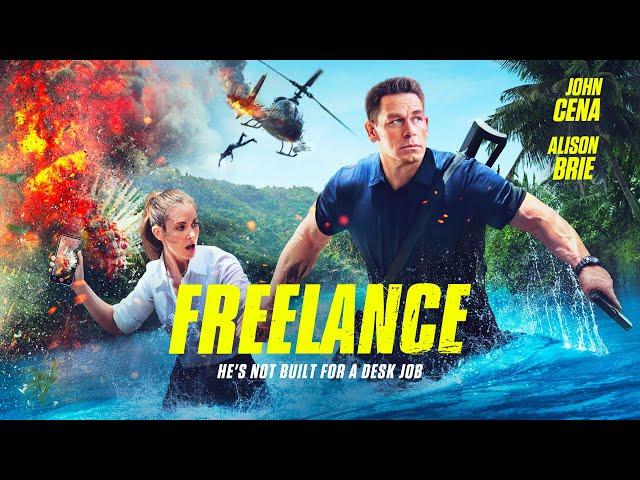 JOHN
CENA
ALISON
BRIE
FREELANCE
HE'S NOT BUILT FOR A DESK JOB